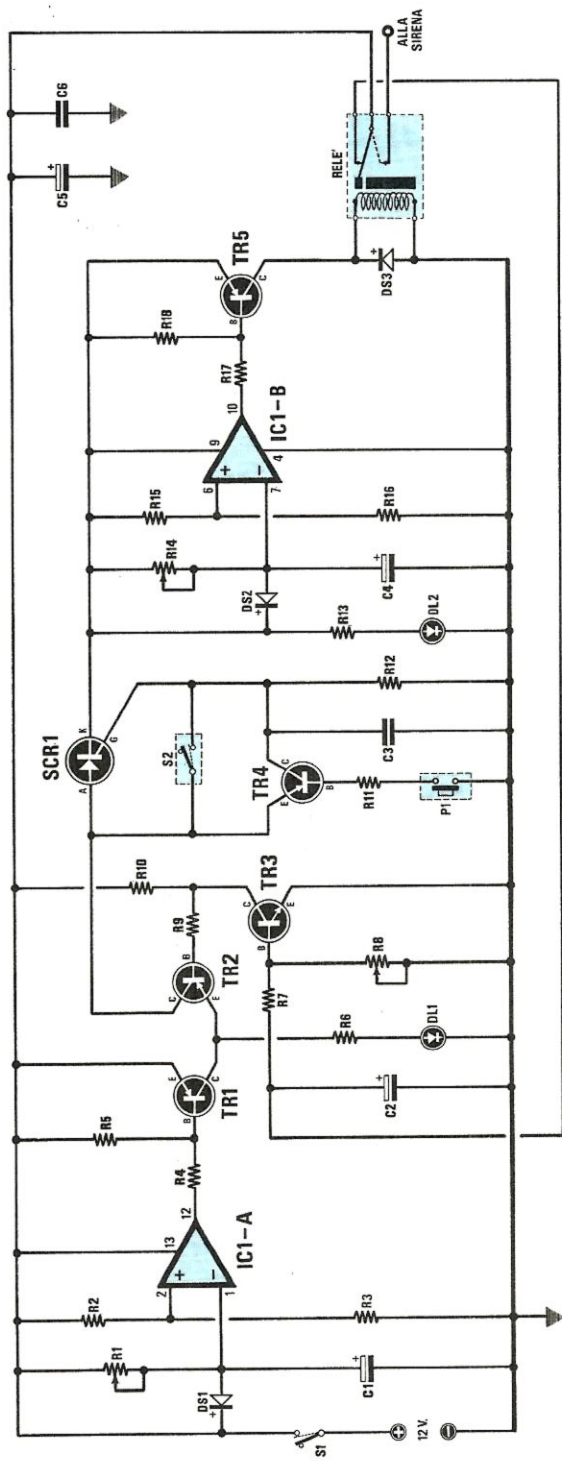 C5
+
C6
ALLA
SIRENA
RELE'
DS3
+
TR5
E
B
C
R18
R17
10
IC1-B
9
4
+
-
6
7
R15
R16
R14
DS2
+
C4
+
R13
DL2
SCR1
A
K
G
S2
TR4
E
C
B
R12
C3
R11
P1
R10
R9
TR3
C
B
E
TR2
C
B
E
R7
R8
R6
DL1
C2
+
TR1
E
B
C
R5
R4
12
IC1-A
13
+
-
2
1
R2
R3
R1
DS1
+
C1
+
S1
+
12 V.
-